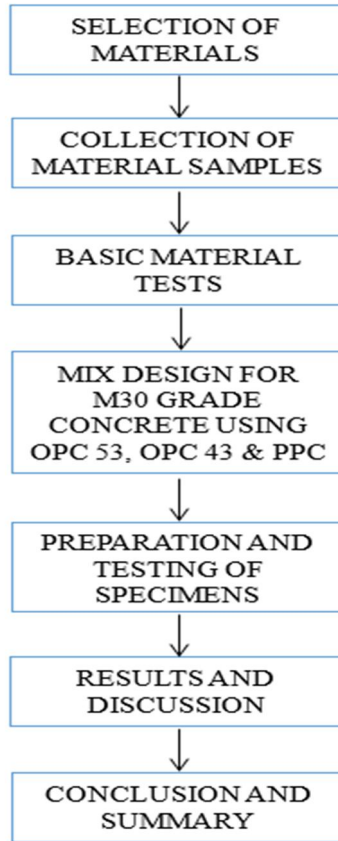 SELECTION OF
MATERIALS
COLLECTION OF
MATERIAL SAMPLES
BASIC MATERIAL
TESTS
MIX DESIGN FOR
M30 GRADE
CONCRETE USING
OPC 53, OPC 43 & PPC
PREPARATION AND
TESTING OF
SPECIMENS
RESULTS AND
DISCUSSION
CONCLUSION AND
SUMMARY